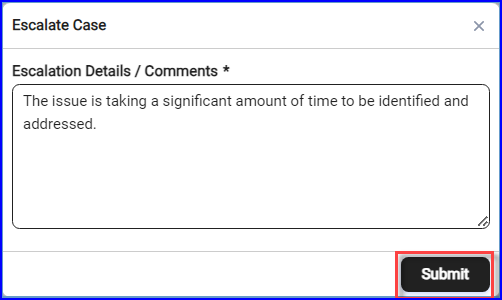 Escalate Case
Escalation Details / Comments *
The issue is taking a significant amount of time to be identified and
addressed.
Submit